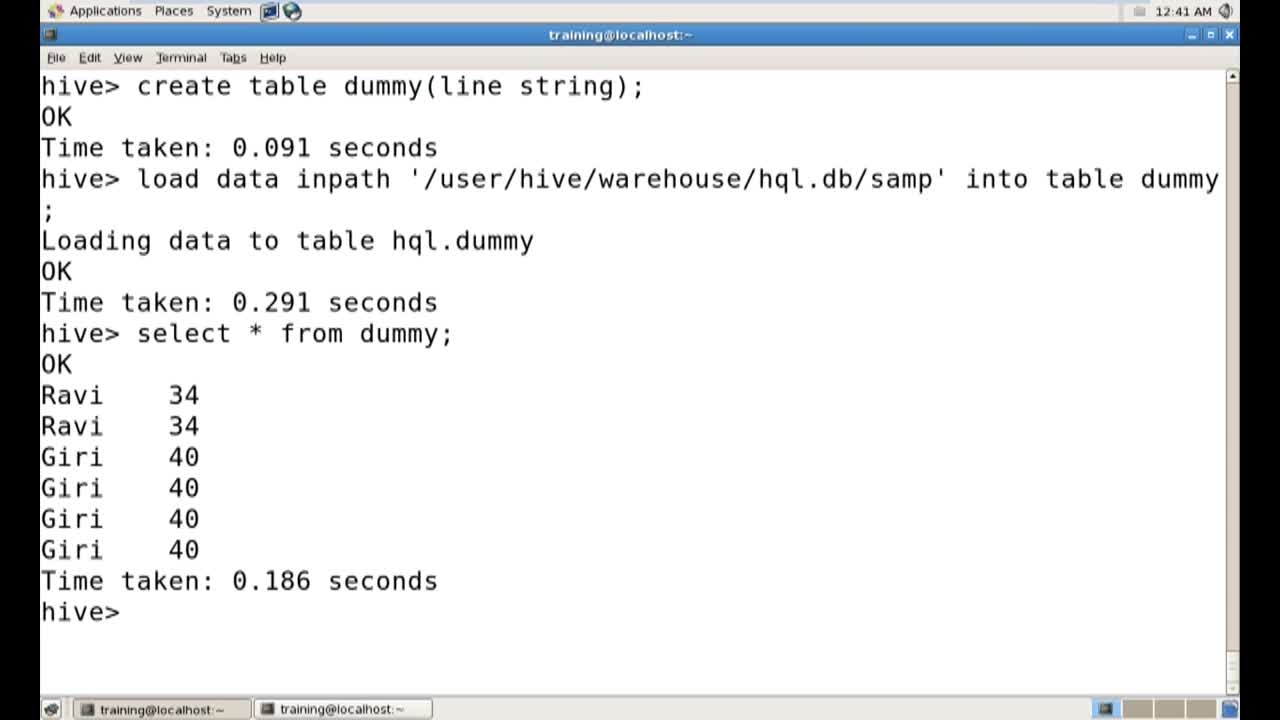 Applications Places System 12:41 AM
training@localhost:~
File Edit View Terminal Tabs Help
hive> create table dummy(line string);
OK
Time taken: 0.091 seconds
hive> load data inpath '/user/hive/warehouse/hql.db/samp' into table dummy
;
Loading data to table hql.dummy
OK
Time taken: 0.291 seconds
hive> select * from dummy;
OK
Ravi 34
Ravi 34
Giri 40
Giri 40
Giri 40
Giri 40
Time taken: 0.186 seconds
hive>
training@localhost:~ training@localhost:~